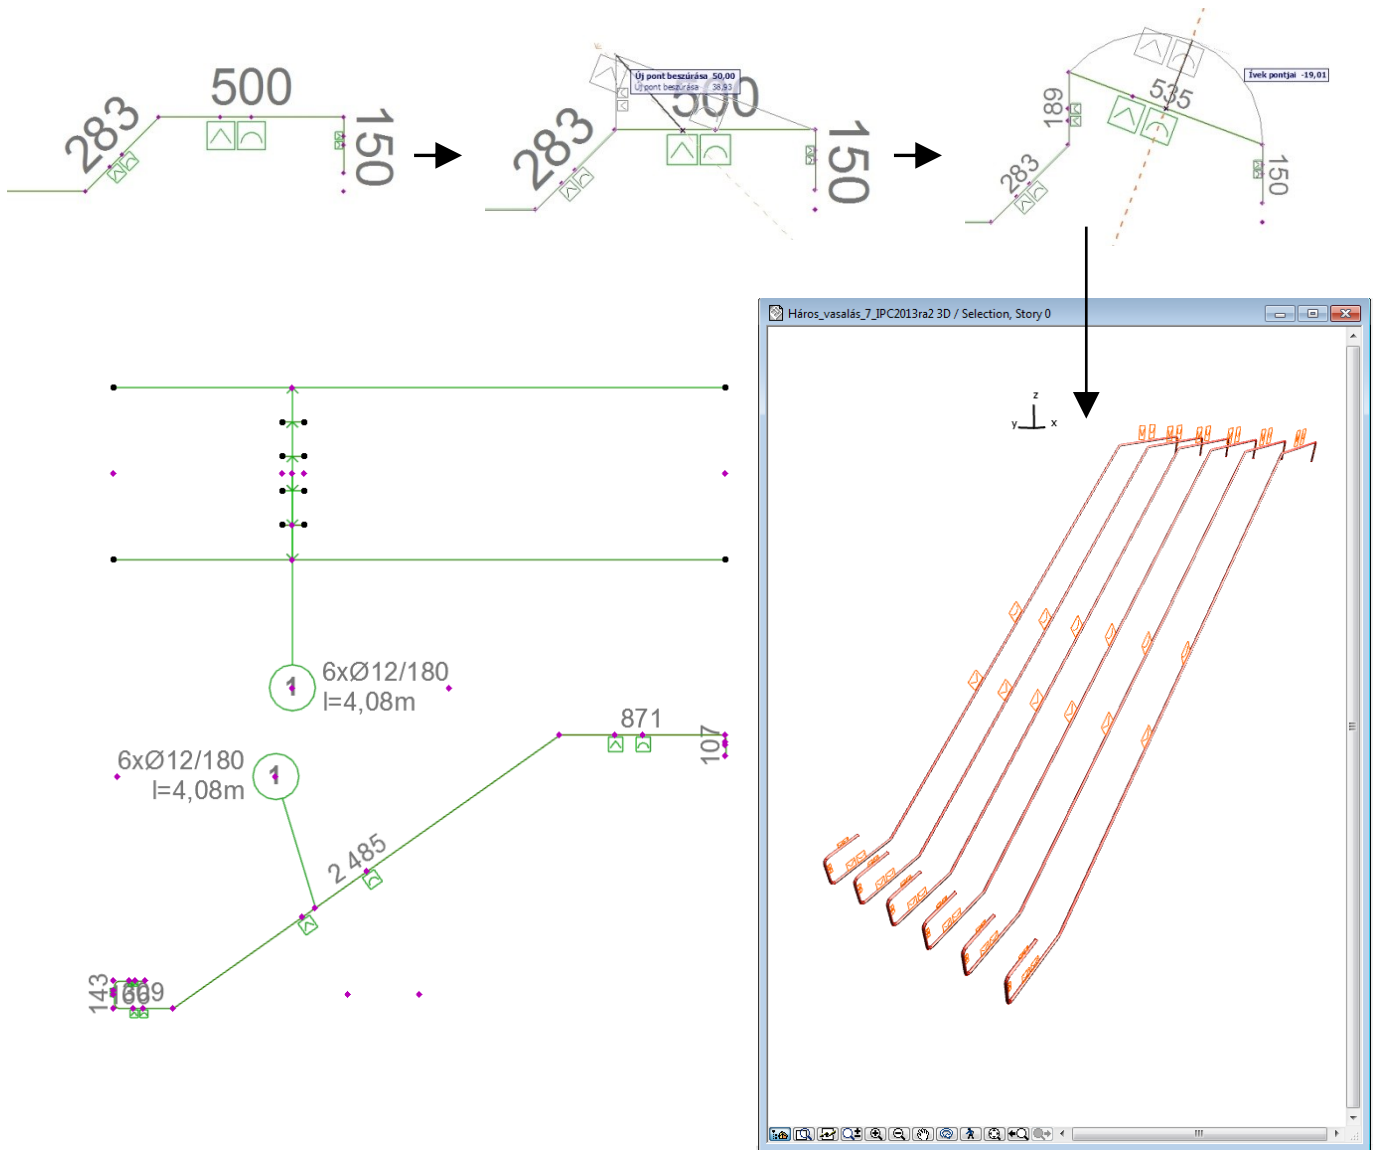 500
283
150
Új pont beszúrása 50,00
Új pont beszúrása 38,93
500
283
150
Ívek pontjai -19,01
535
189
283
150
Háros_vasalás_7_IPC2013ra2 3D / Selection, Story 0
z
y
x
1
6xØ12/180
l=4,08m
871
107
6xØ12/180
l=4,08m
1
2 485
143